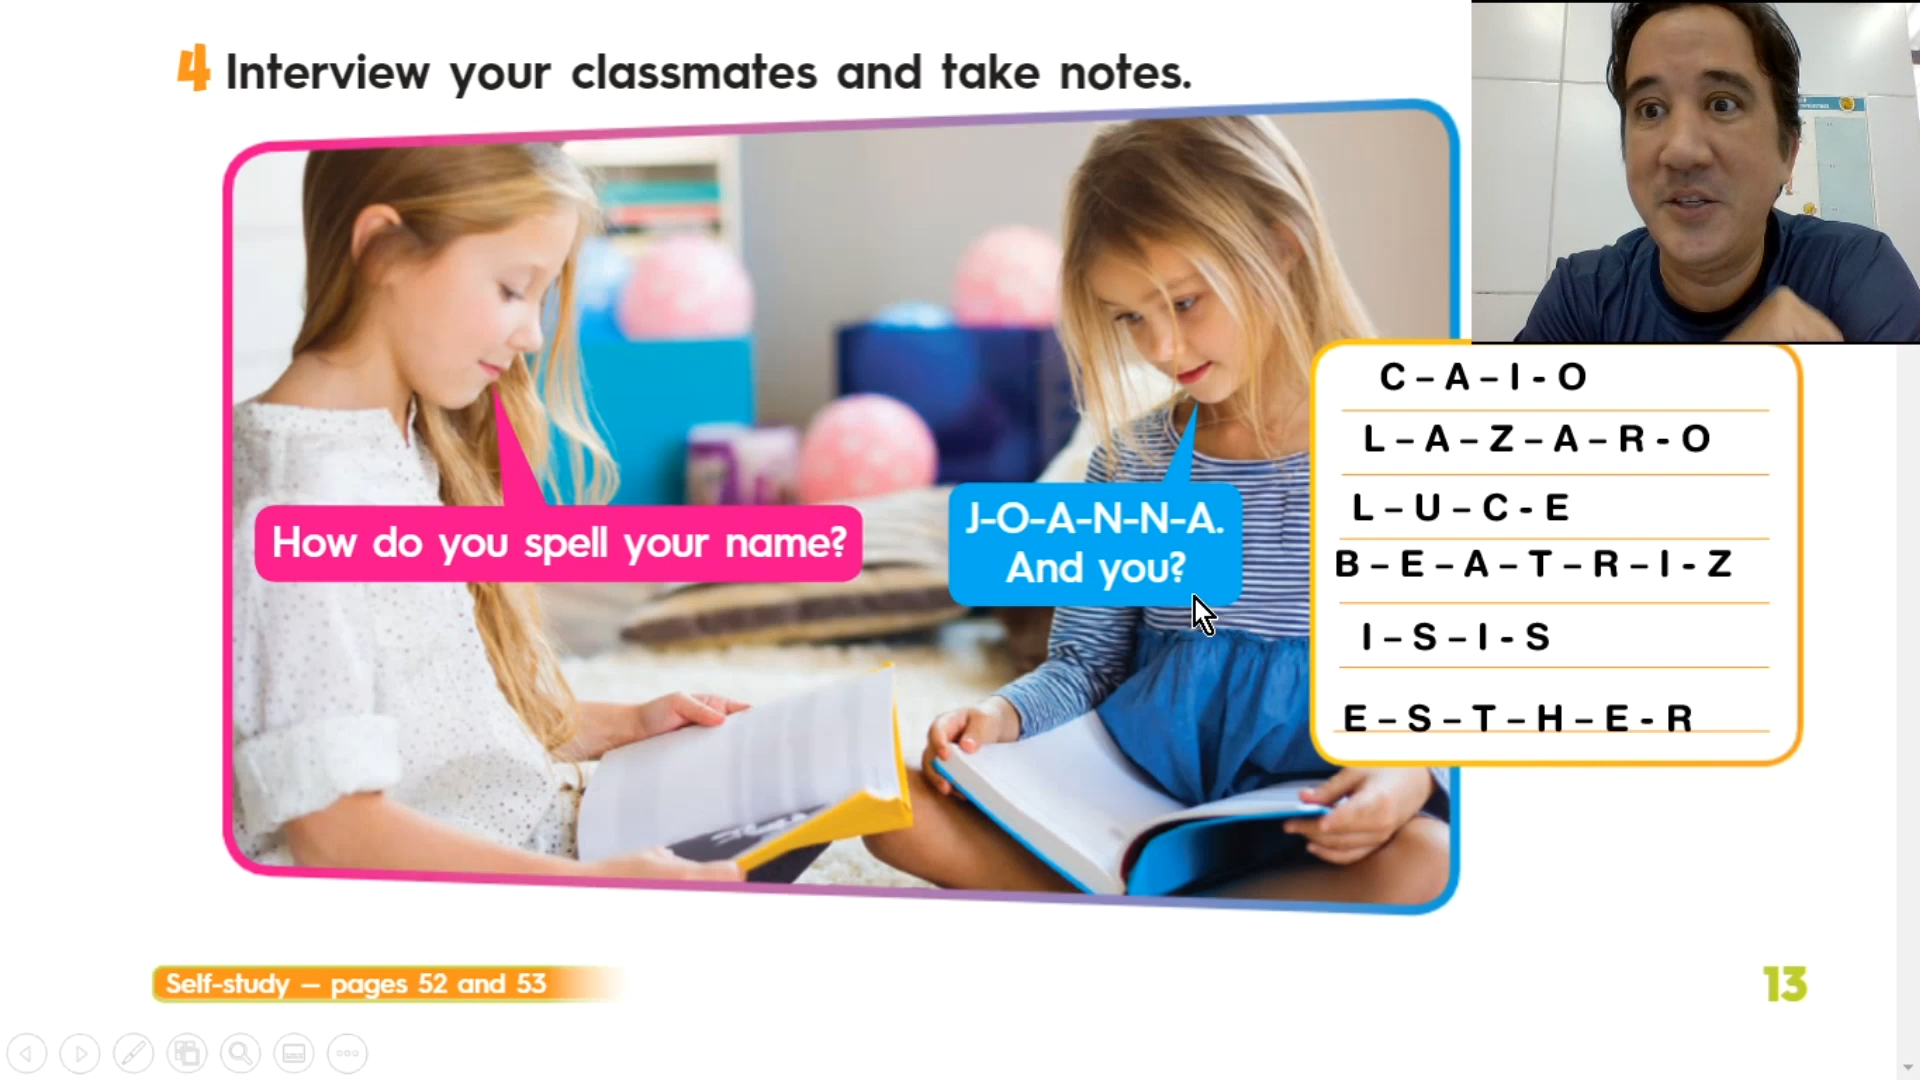 4 Interview your classmates and take notes.
How do you spell your name?
J-O-A-N-N-A.
And you?
C – A – I - O
L – A – Z – A – R - O
L – U – C - E
B – E – A – T – R – I - Z
I – S – I - S
E – S – T – H – E - R
Self-study – pages 52 and 53
13